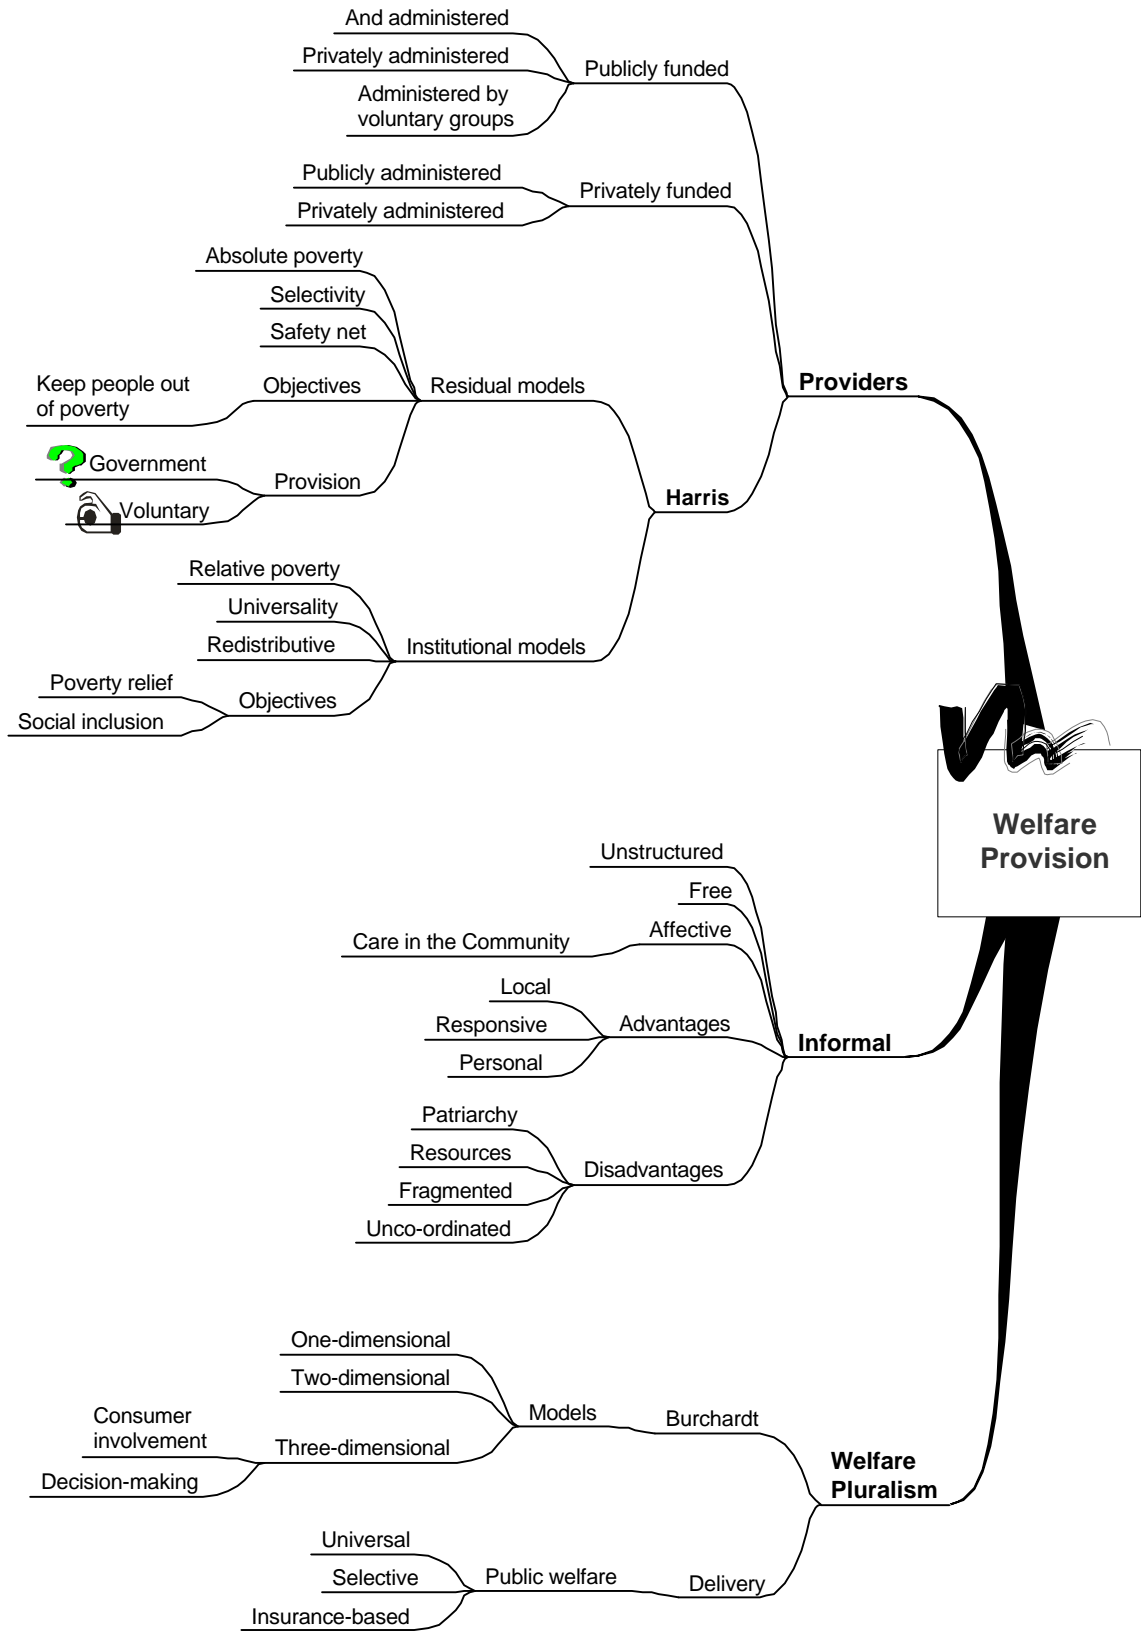 And administered
Privately administered
Administered by
voluntary groups
Publicly funded
Publicly administered
Privately administered
Privately funded
Absolute poverty
Selectivity
Safety net
Keep people out
of poverty
Objectives
Residual models
Government
Voluntary
Provision
Harris
Providers
Relative poverty
Universality
Redistributive
Institutional models
Poverty relief
Social inclusion
Objectives
Welfare
Provision
Unstructured
Free
Affective
Care in the Community
Local
Responsive
Personal
Advantages
Informal
Patriarchy
Resources
Fragmented
Unco-ordinated
Disadvantages
One-dimensional
Two-dimensional
Three-dimensional
Consumer
involvement
Decision-making
Models
Burchardt
Welfare
Pluralism
Universal
Selective
Insurance-based
Public welfare
Delivery